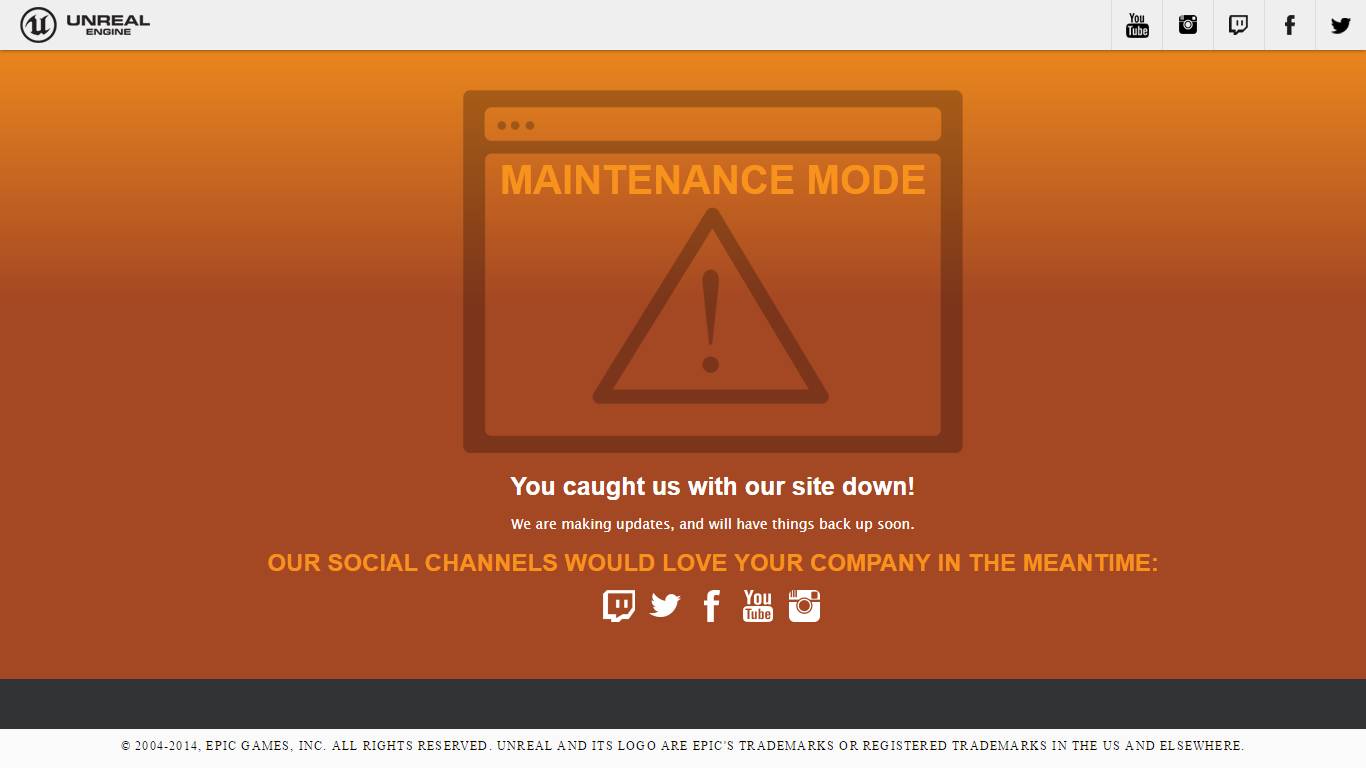 UNREAL
ENGINE
You
Tube
MAINTENANCE MODE
You caught us with our site down!
We are making updates, and will have things back up soon.
OUR SOCIAL CHANNELS WOULD LOVE YOUR COMPANY IN THE MEANTIME:
You
Tube
© 2004-2014, EPIC GAMES, INC. ALL RIGHTS RESERVED. UNREAL AND ITS LOGO ARE EPIC'S TRADEMARKS OR REGISTERED TRADEMARKS IN THE US AND ELSEWHERE.